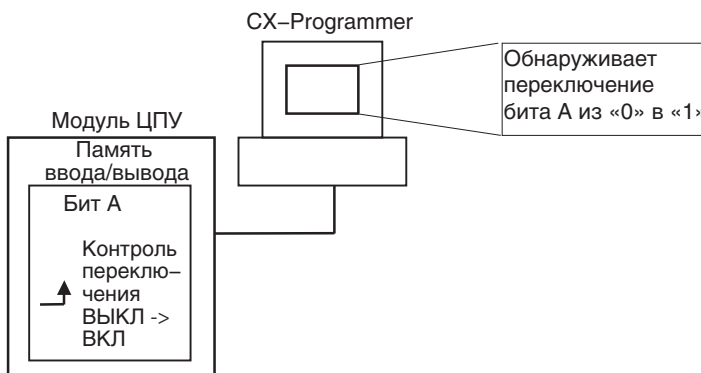 CX–Programmer
Обнаруживает
переключение
бита А из «0» в «1»
Модуль ЦПУ
Память
ввода/вывода
Бит А
Контроль
переклю–
чения
ВЫКЛ ->
ВКЛ